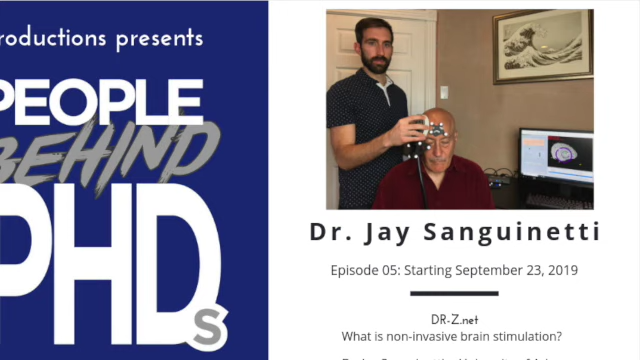 roductions presents
PEOPLE
BEHIND
PHDs
Dr. Jay Sanguinetti
Episode 05: Starting September 23, 2019
DR-Z.net
What is non-invasive brain stimulation?